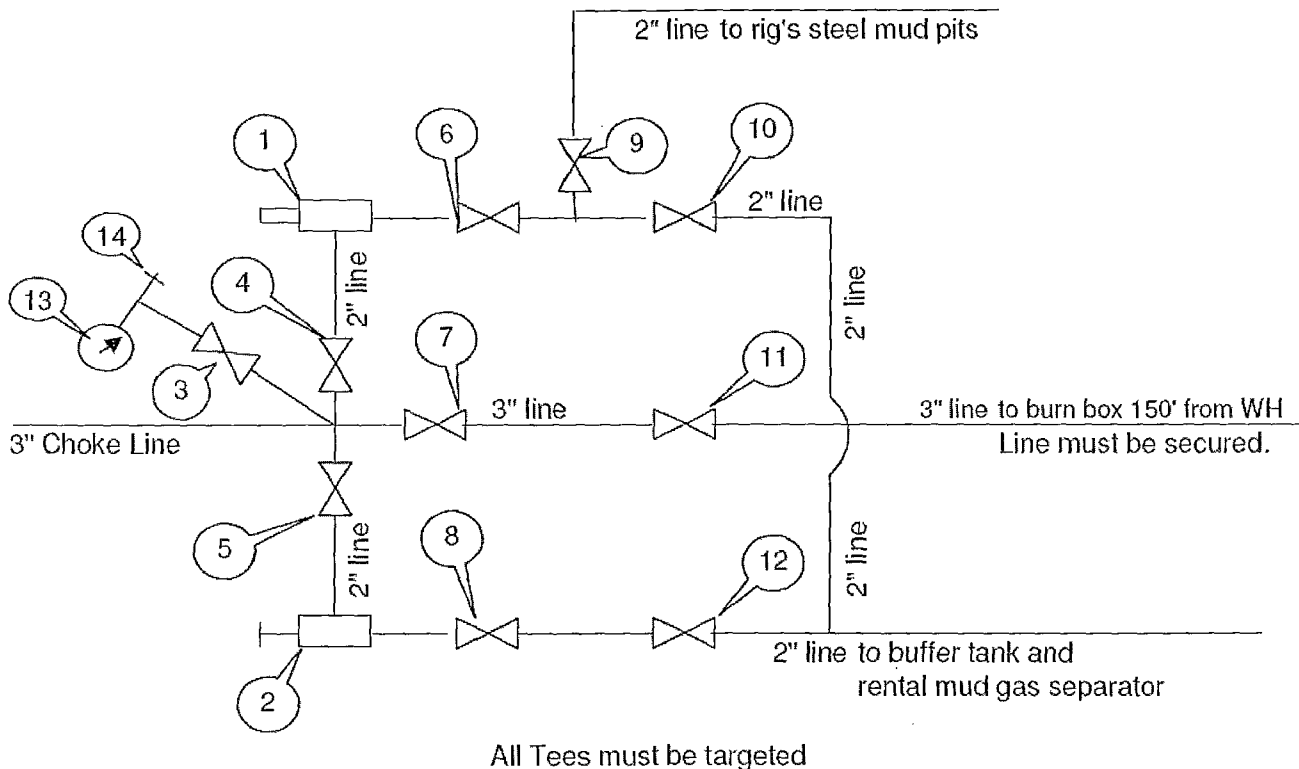 2" line to rig's steel mud pits
1
6
9
10
2" line
14
4
2" line
13
7
11
2" line
3
3" line
3" line to burn box 150' from WH
3" Choke Line
Line must be secured.
5
2" line
8
12
2" line
2
2" line to buffer tank and
rental mud gas separator
All Tees must be targeted